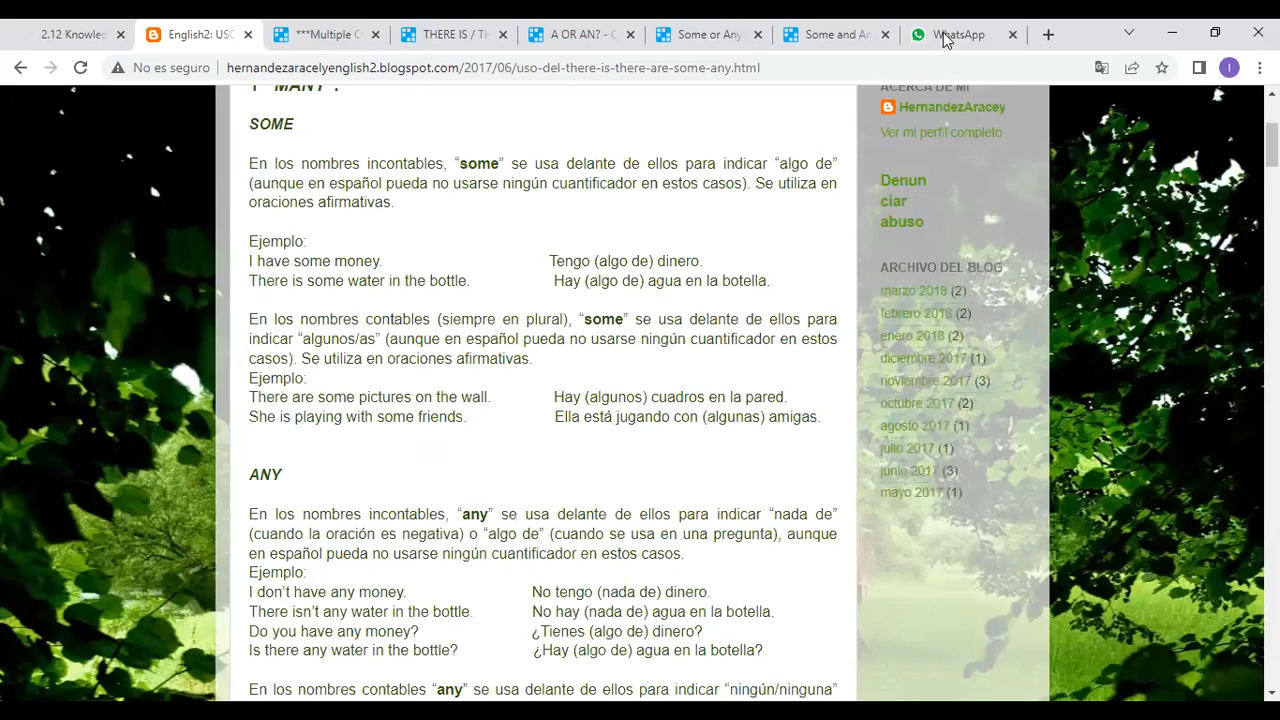 2.12 Knowled
English2: USO
***Multiple C
THERE IS / TH
A OR AN? - C
Some or Any
Some and An
WhatsApp
No es seguro
hernandezaracelyenglish2.blogspot.com/2017/06/uso-del-there-is-there-are-some-any.html
Y "MANY".
SOME
En los nombres incontables, “some” se usa delante de ellos para indicar “algo de”
(aunque en español pueda no usarse ningún cuantificador en estos casos). Se utiliza en
oraciones afirmativas.
Ejemplo:
I have some money. Tengo (algo de) dinero.
There is some water in the bottle. Hay (algo de) agua en la botella.
En los nombres contables (siempre en plural), “some” se usa delante de ellos para
indicar “algunos/as” (aunque en español pueda no usarse ningún cuantificador en estos
casos). Se utiliza en oraciones afirmativas.
Ejemplo:
There are some pictures on the wall. Hay (algunos) cuadros en la pared.
She is playing with some friends. Ella está jugando con (algunas) amigas.
ANY
En los nombres incontables, “any” se usa delante de ellos para indicar “nada de”
(cuando la oración es negativa) o “algo de” (cuando se usa en una pregunta), aunque
en español pueda no usarse ningún cuantificador en estos casos.
Ejemplo:
I don’t have any money. No tengo (nada de) dinero.
There isn’t any water in the bottle. No hay (nada de) agua en la botella.
Do you have any money? ¿Tienes (algo de) dinero?
Is there any water in the bottle? ¿Hay (algo de) agua en la botella?
En los nombres contables “any” se usa delante de ellos para indicar “ningún/ninguna”
ACERCA DE MÍ
HernandezAracey
Ver mi perfil completo
Denun
ciar
abuso
ARCHIVO DEL BLOG
marzo 2018 (2)
febrero 2018 (2)
enero 2018 (2)
diciembre 2017 (1)
noviembre 2017 (3)
octubre 2017 (2)
agosto 2017 (1)
julio 2017 (1)
junio 2017 (3)
mayo 2017 (1)